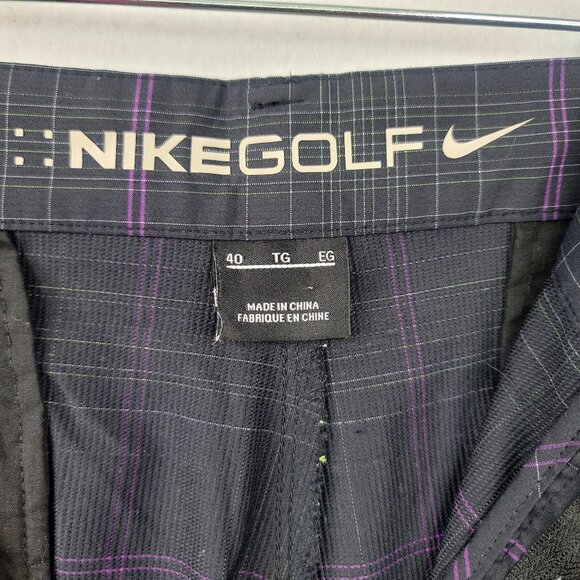 NIKEGOLF
40 TG EG
MADE IN CHINA
FABRIQUE EN CHINE